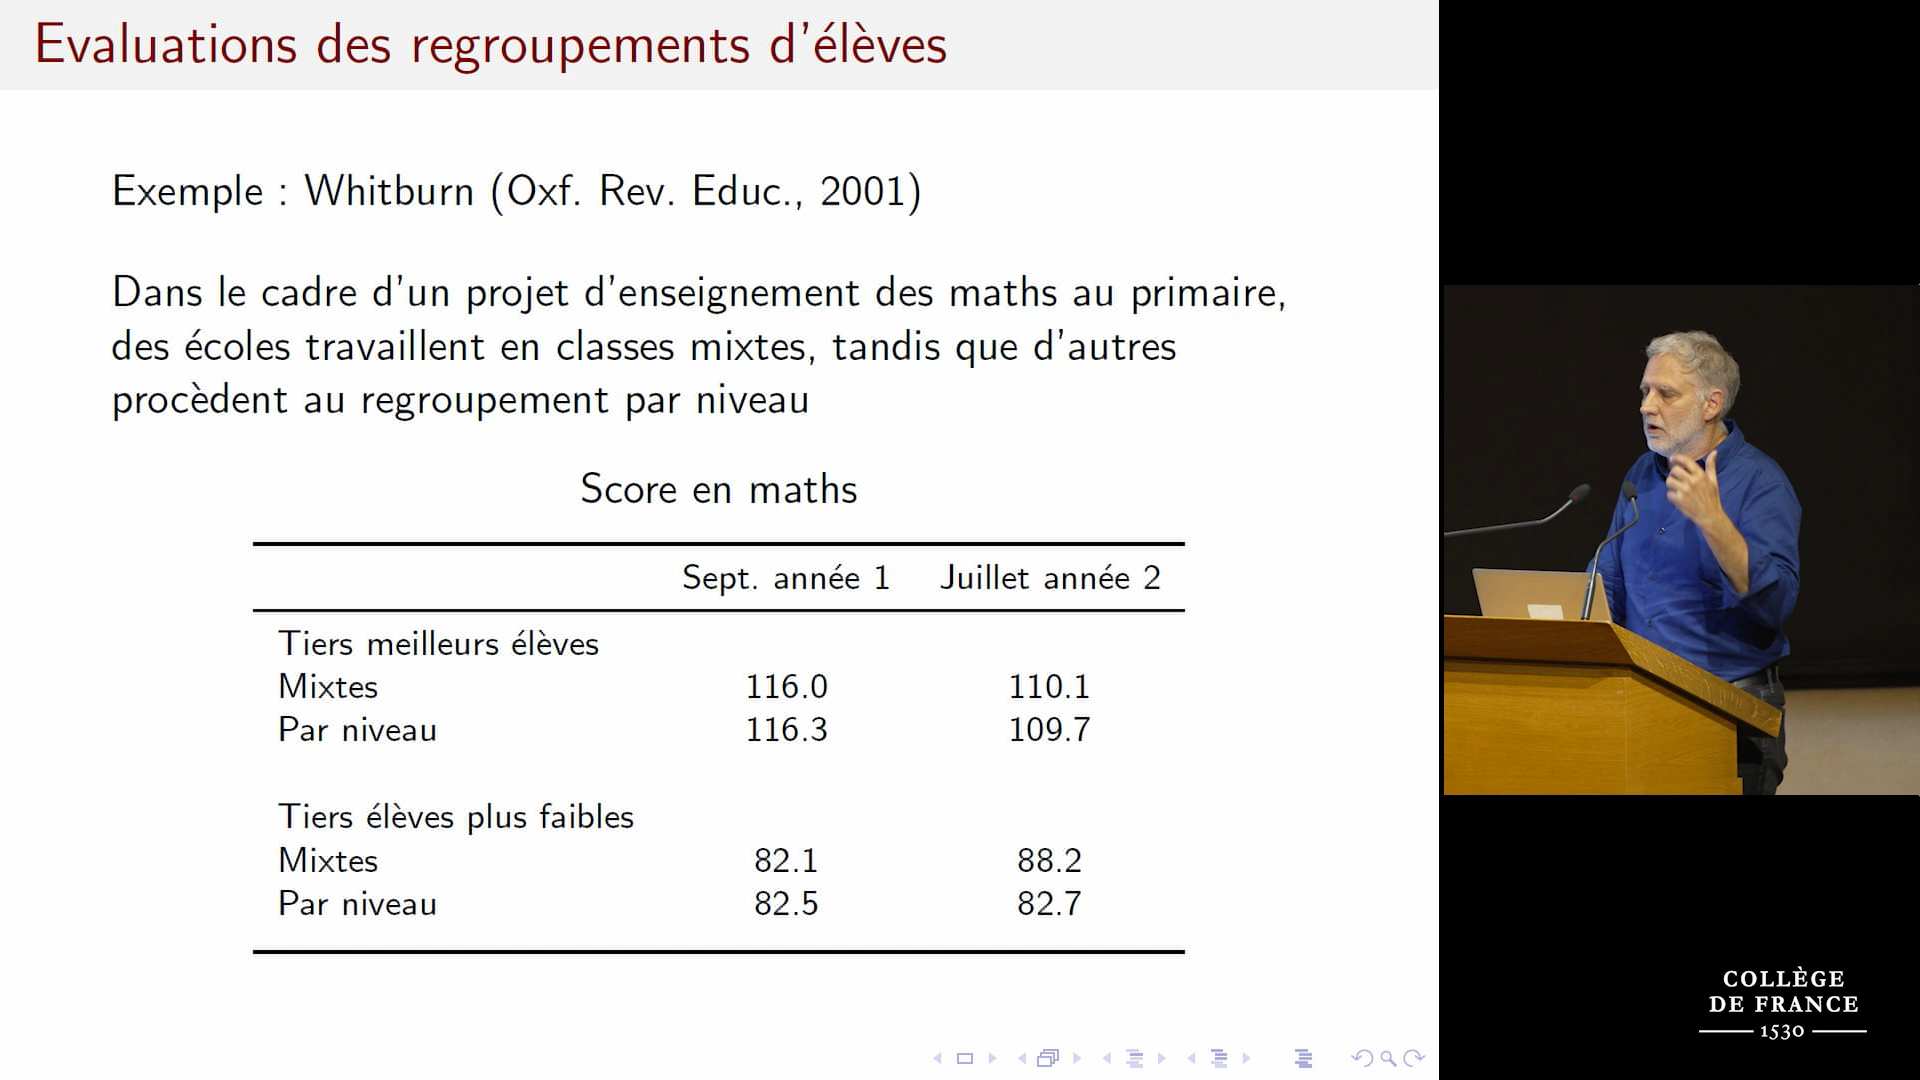 Evaluations des regroupements d'élèves
Exemple : Whitburn (Oxf. Rev. Educ., 2001)
Dans le cadre d'un projet d'enseignement des maths au primaire,
des écoles travaillent en classes mixtes, tandis que d'autres
procèdent au regroupement par niveau
Score en maths
Sept. année 1 Juillet année 2
Tiers meilleurs élèves
Mixtes 116.0 110.1
Par niveau 116.3 109.7
Tiers élèves plus faibles
Mixtes 82.1 88.2
Par niveau 82.5 82.7
COLLÈGE
DE FRANCE
1530